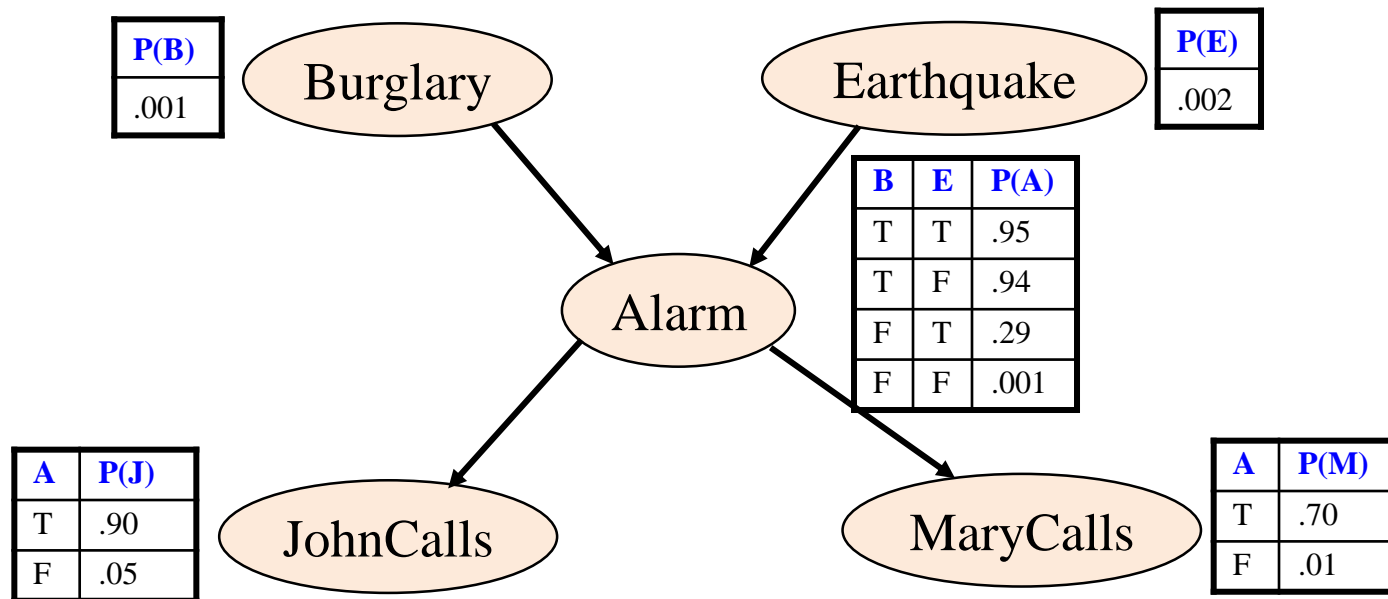 P(B)
.001
Burglary
Earthquake
P(E)
.002
B E P(A)
T T .95
T F .94
F T .29
F F .001
Alarm
A P(J)
T .90
F .05
JohnCalls
MaryCalls
A P(M)
T .70
F .01